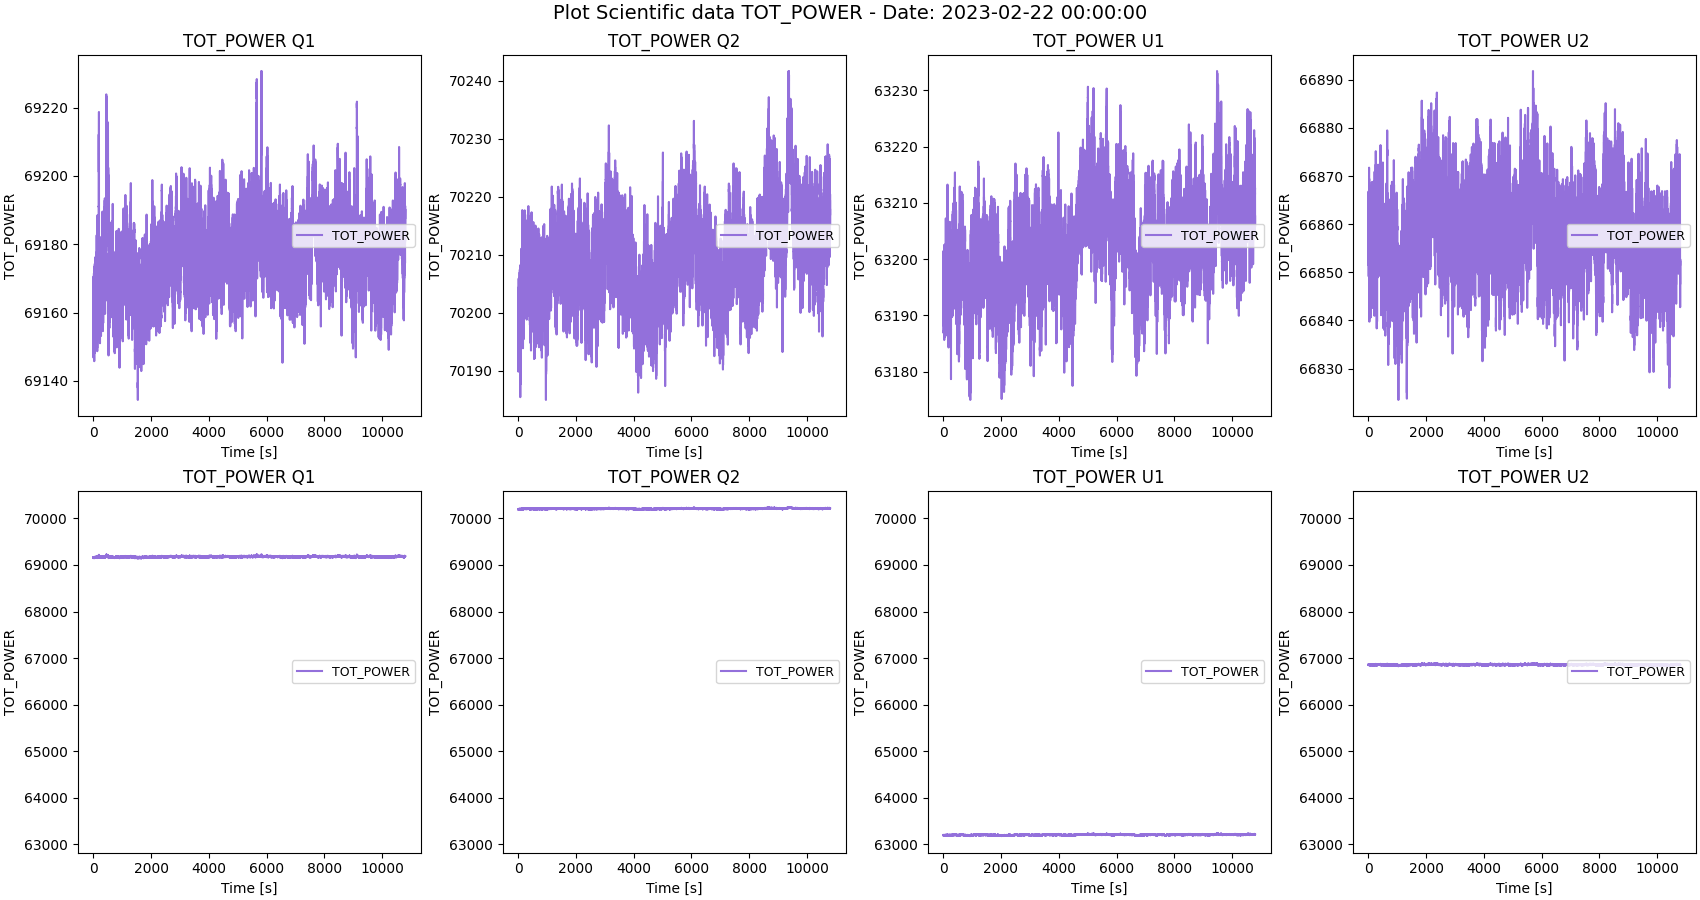 Plot Scientific data TOT_POWER - Date: 2023-02-22 00:00:00
TOT_POWER Q1
TOT_POWER
69220
69200
69180
69160
69140
TOT_POWER
0 2000 4000 6000 8000 10000
Time [s]
TOT_POWER Q2
TOT_POWER
70240
70230
70220
70210
70200
70190
TOT_POWER
0 2000 4000 6000 8000 10000
Time [s]
TOT_POWER U1
TOT_POWER
63230
63220
63210
63200
63190
63180
TOT_POWER
0 2000 4000 6000 8000 10000
Time [s]
TOT_POWER U2
TOT_POWER
66890
66880
66870
66860
66850
66840
66830
TOT_POWER
0 2000 4000 6000 8000 10000
Time [s]
TOT_POWER Q1
TOT_POWER
70000
69000
68000
67000
66000
65000
64000
63000
TOT_POWER
0 2000 4000 6000 8000 10000
Time [s]
TOT_POWER Q2
TOT_POWER
70000
69000
68000
67000
66000
65000
64000
63000
TOT_POWER
0 2000 4000 6000 8000 10000
Time [s]
TOT_POWER U1
TOT_POWER
70000
69000
68000
67000
66000
65000
64000
63000
TOT_POWER
0 2000 4000 6000 8000 10000
Time [s]
TOT_POWER U2
TOT_POWER
70000
69000
68000
67000
66000
65000
64000
63000
TOT_POWER
0 2000 4000 6000 8000 10000
Time [s]